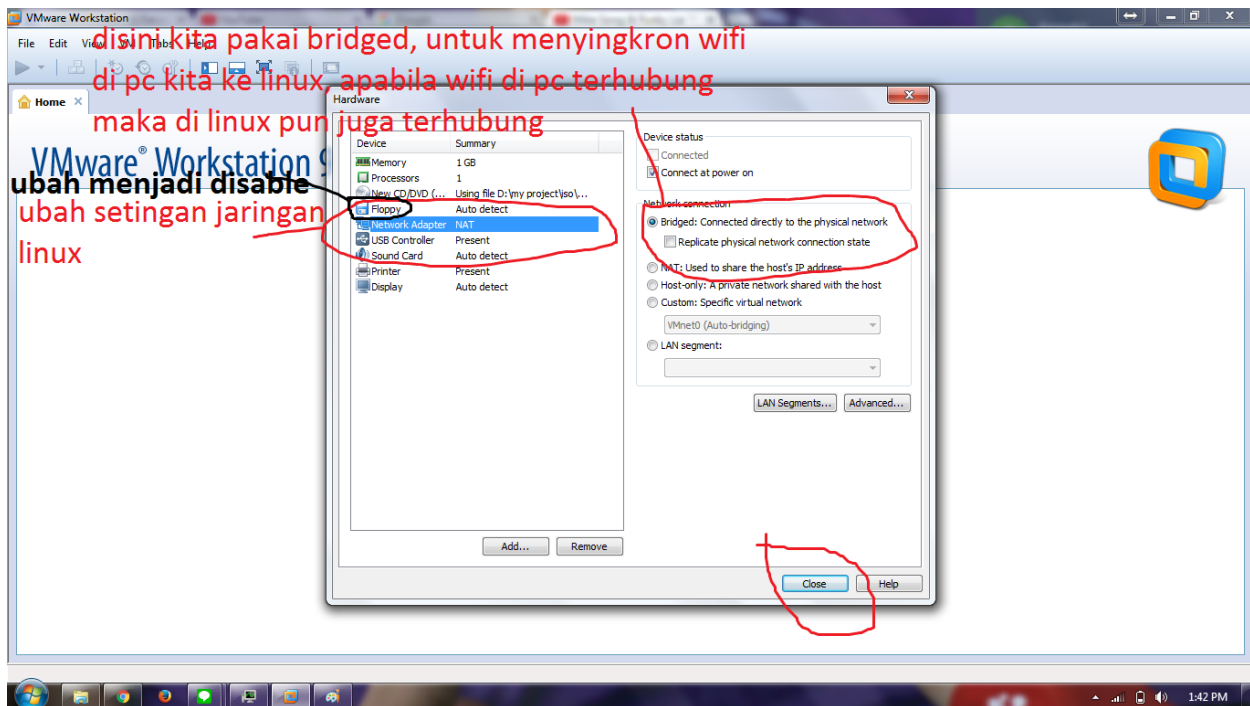 VMware Workstation
File Edit View VM Tabs Help
disini kita pakai bridged, untuk menyingkron wifi
di pc kita ke linux, apabila wifi di pc terhubung
maka di linux pun juga terhubung
Home
VMware® Workstation 9
ubah menjadi disable
ubah setingan jaringan
linux
Hardware
Device Summary
Memory 1 GB
Processors 1
New CD/DVD (... Using file D:\my project\iso\...
Floppy Auto detect
Network Adapter NAT
USB Controller Present
Sound Card Auto detect
Printer Present
Display Auto detect
Add... Remove
Device status
Connected
Connect at power on
Network connection
Bridged: Connected directly to the physical network
Replicate physical network connection state
NAT: Used to share the host's IP address
Host-only: A private network shared with the host
Custom: Specific virtual network
VMnet0 (Auto-bridging)
LAN segment:
LAN Segments... Advanced...
Close Help
1:42 PM